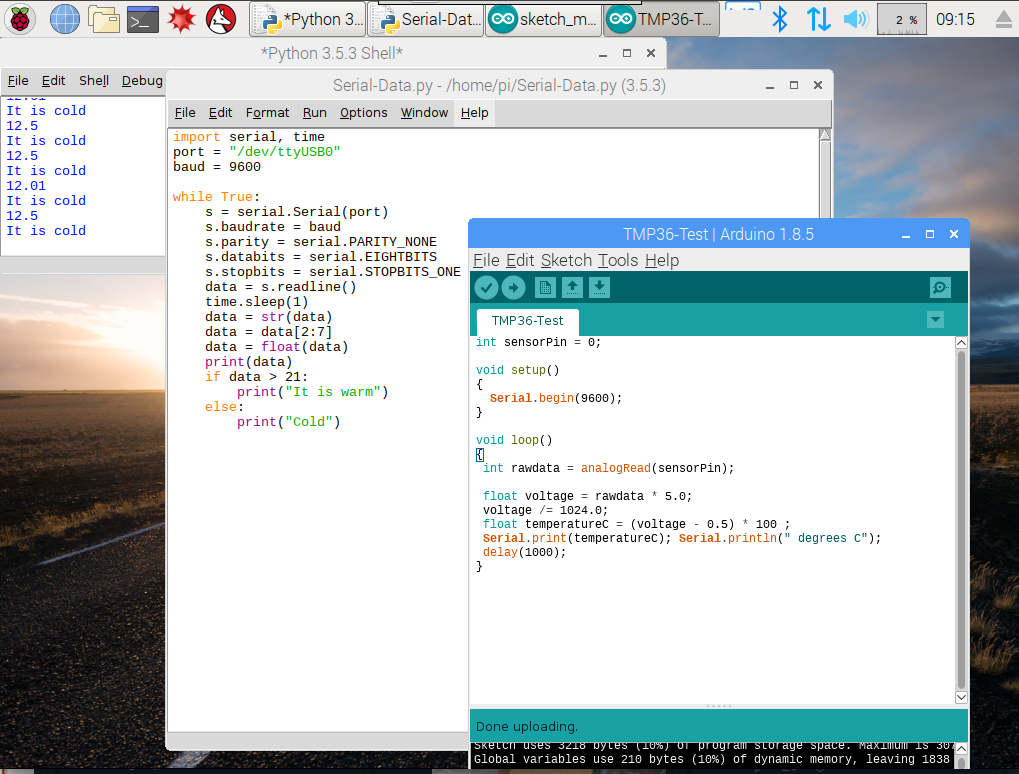 *Python 3...
Serial-Dat...
sketch_m...
TMP36-T...
2 %
09:15
*Python 3.5.3 Shell*
File Edit Shell Debug
12.01
It is cold
12.5
It is cold
12.5
It is cold
12.01
It is cold
12.5
It is cold
Serial-Data.py - /home/pi/Serial-Data.py (3.5.3)
File Edit Format Run Options Window Help
import serial, time
port = "/dev/ttyUSB0"
baud = 9600
while True:
s = serial.Serial(port)
s.baudrate = baud
s.parity = serial.PARITY_NONE
s.databits = serial.EIGHTBITS
s.stopbits = serial.STOPBITS_ONE
data = s.readline()
time.sleep(1)
data = str(data)
data = data[2:7]
data = float(data)
print(data)
if data > 21:
print("It is warm")
else:
print("Cold")
TMP36-Test | Arduino 1.8.5
File Edit Sketch Tools Help
TMP36-Test
int sensorPin = 0;
void setup()
{
Serial.begin(9600);
}
void loop()
{
int rawdata = analogRead(sensorPin);
float voltage = rawdata * 5.0;
voltage /= 1024.0;
float temperatureC = (voltage - 0.5) * 100 ;
Serial.print(temperatureC); Serial.println(" degrees C");
delay(1000);
}
Done uploading.
Sketch uses 3218 bytes (10%) of program storage space. Maximum is 307
Global variables use 210 bytes (10%) of dynamic memory, leaving 1838